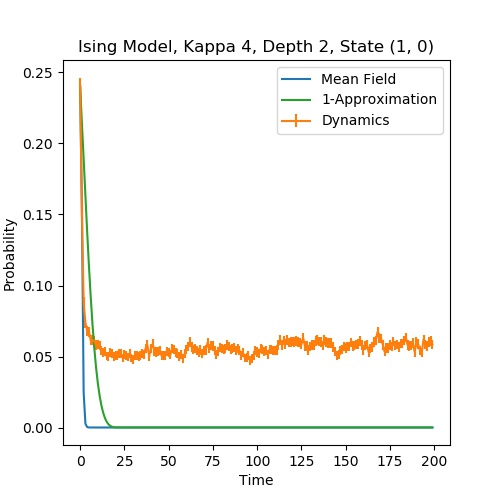 Ising Model, Kappa 4, Depth 2, State (1, 0)
Mean Field
1-Approximation
Dynamics
Probability
0.25
0.20
0.15
0.10
0.05
0.00
0 25 50 75 100 125 150 175 200
Time